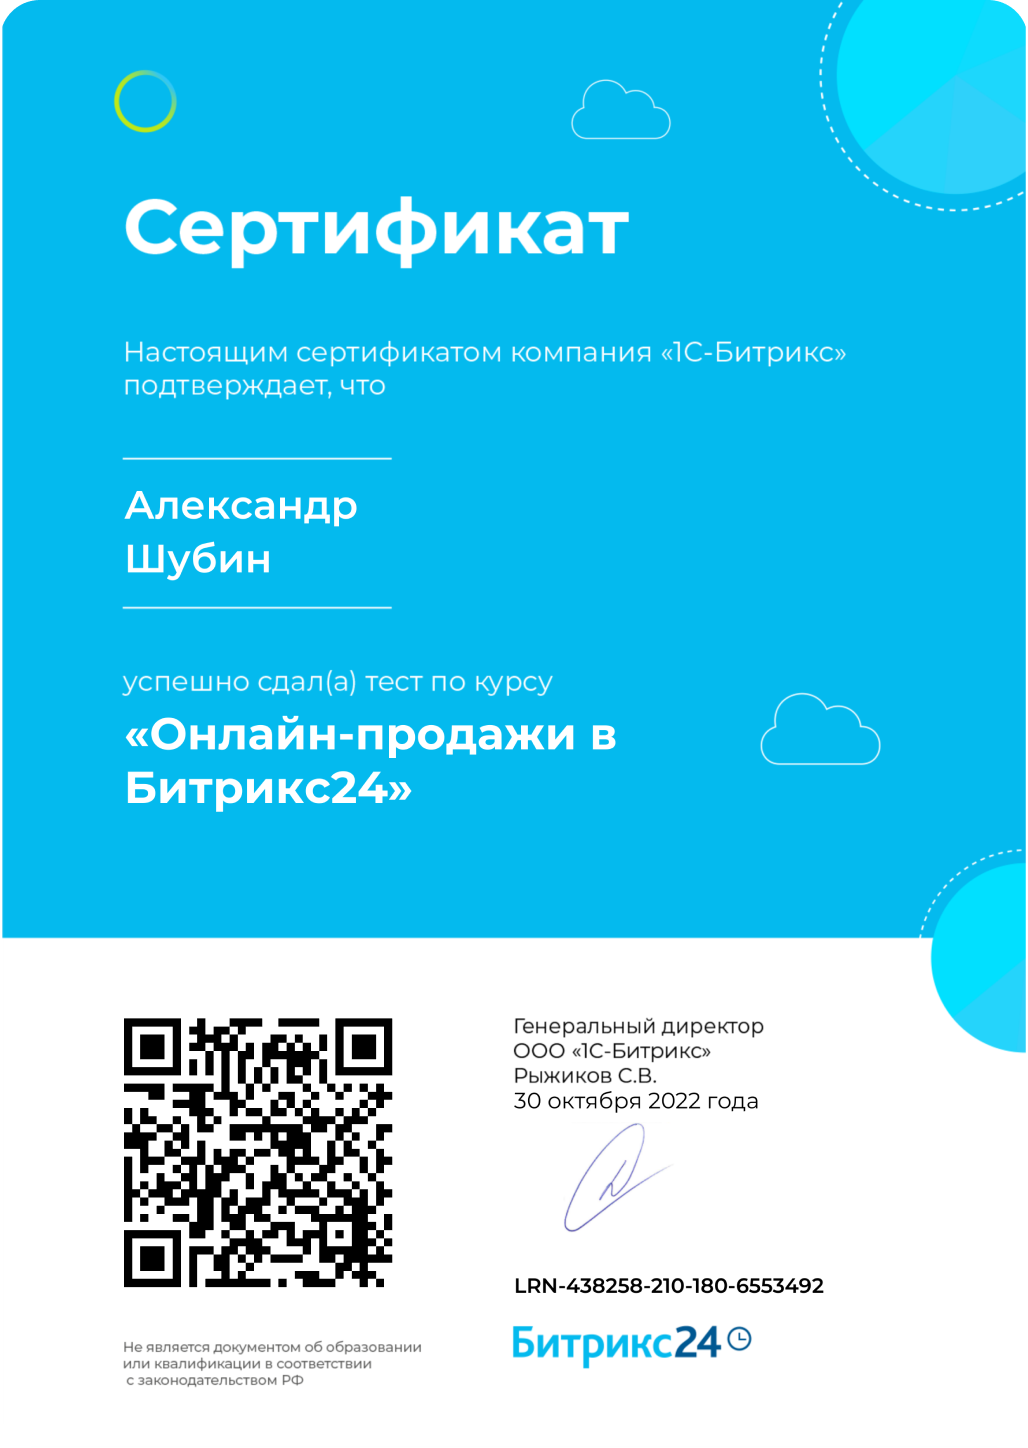 Сертификат
Настоящим сертификатом компания «1С-Битрикс»
подтверждает, что
Александр
Шубин
успешно сдал(а) тест по курсу
«Онлайн-продажи в
Битрикс24»
Генеральный директор
ООО «1С-Битрикс»
Рыжиков С.В.
30 октября 2022 года
LRN-438258-210-180-6553492
Битрикс24
Не является документом об образовании
или квалификации в соответствии
с законодательством РФ